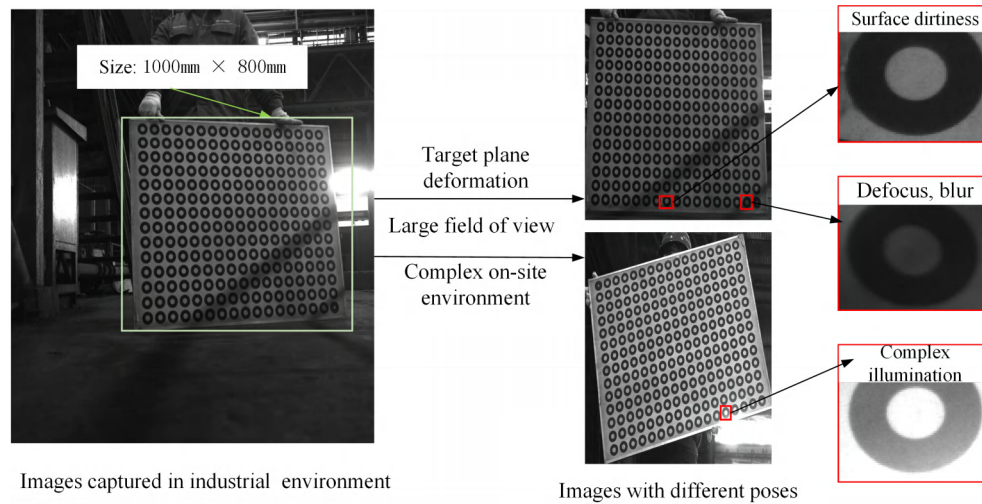 Size: 1000mm × 800mm
Target plane
deformation
Large field of view
Complex on-site
environment
Surface dirtiness
Defocus, blur
Complex
illumination
Images captured in industrial environment
Images with different poses